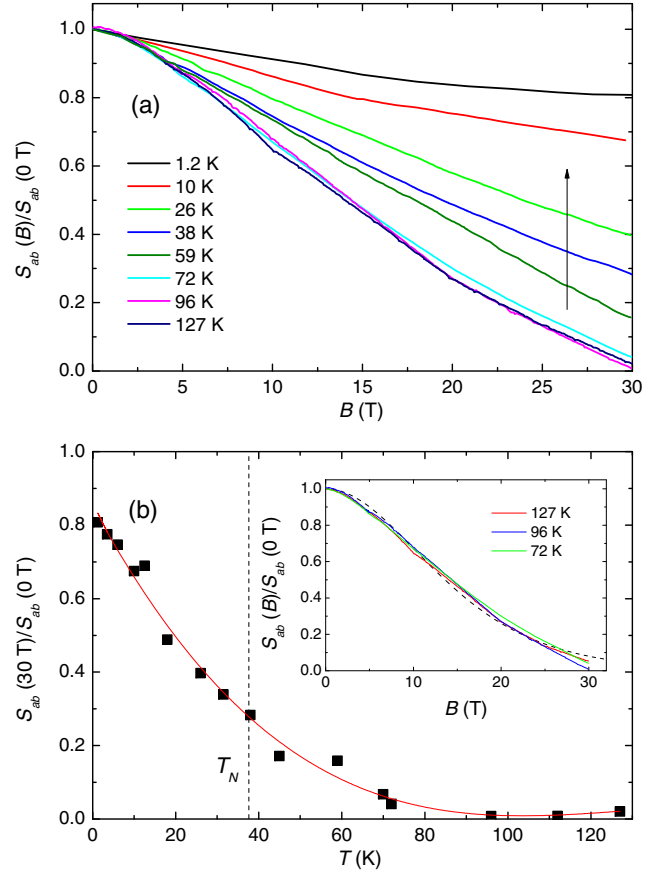 1.0
0.8
0.6
0.4
0.2
0.0
S_ab (B)/S_ab (0 T)
(a)
1.2 K
10 K
26 K
38 K
59 K
72 K
96 K
127 K
0 5 10 15 20 25 30
B (T)
1.0
0.8
0.6
0.4
0.2
0.0
S_ab (30 T)/S_ab (0 T)
(b)
T_N
1.0
0.8
0.6
0.4
0.2
0.0
S_ab (B)/S_ab (0 T)
127 K
96 K
72 K
0 10 20 30
B (T)
0 20 40 60 80 100 120
T (K)